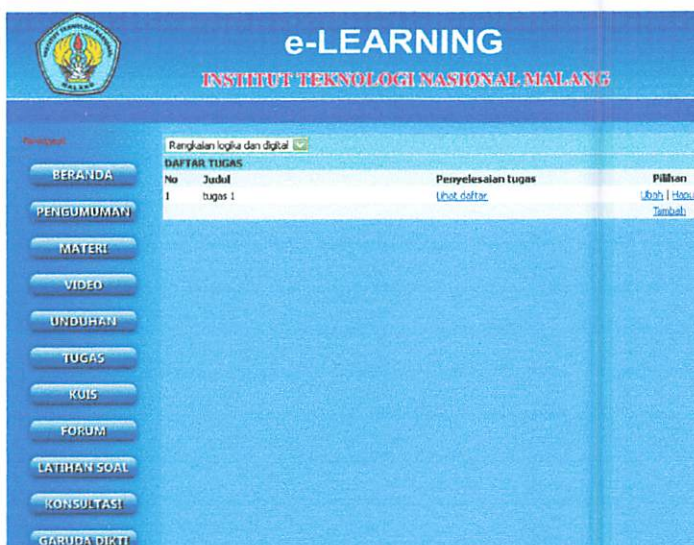 e-LEARNING
INSTITUT TEKNOLOGI NASIONAL MALANG
Rangkaian logika dan digital
DAFTAR TUGAS
No Judul Penyelesaian tugas Pilihan
1 tugas 1 Lihat daftar Ubah | Hapu
Tambah
BERANDA
PENGUMUMAN
MATERI
VIDEO
UNDUHAN
TUGAS
KUIS
FORUM
LATIHAN SOAL
KONSULTASI
GARUDA DIKTI